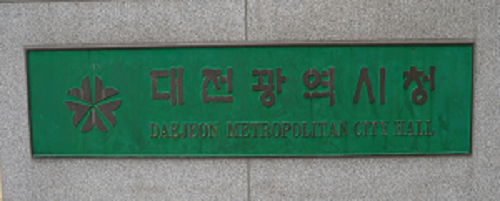 대전광역시청
DAEJEON METROPOLITAN CITY HALL